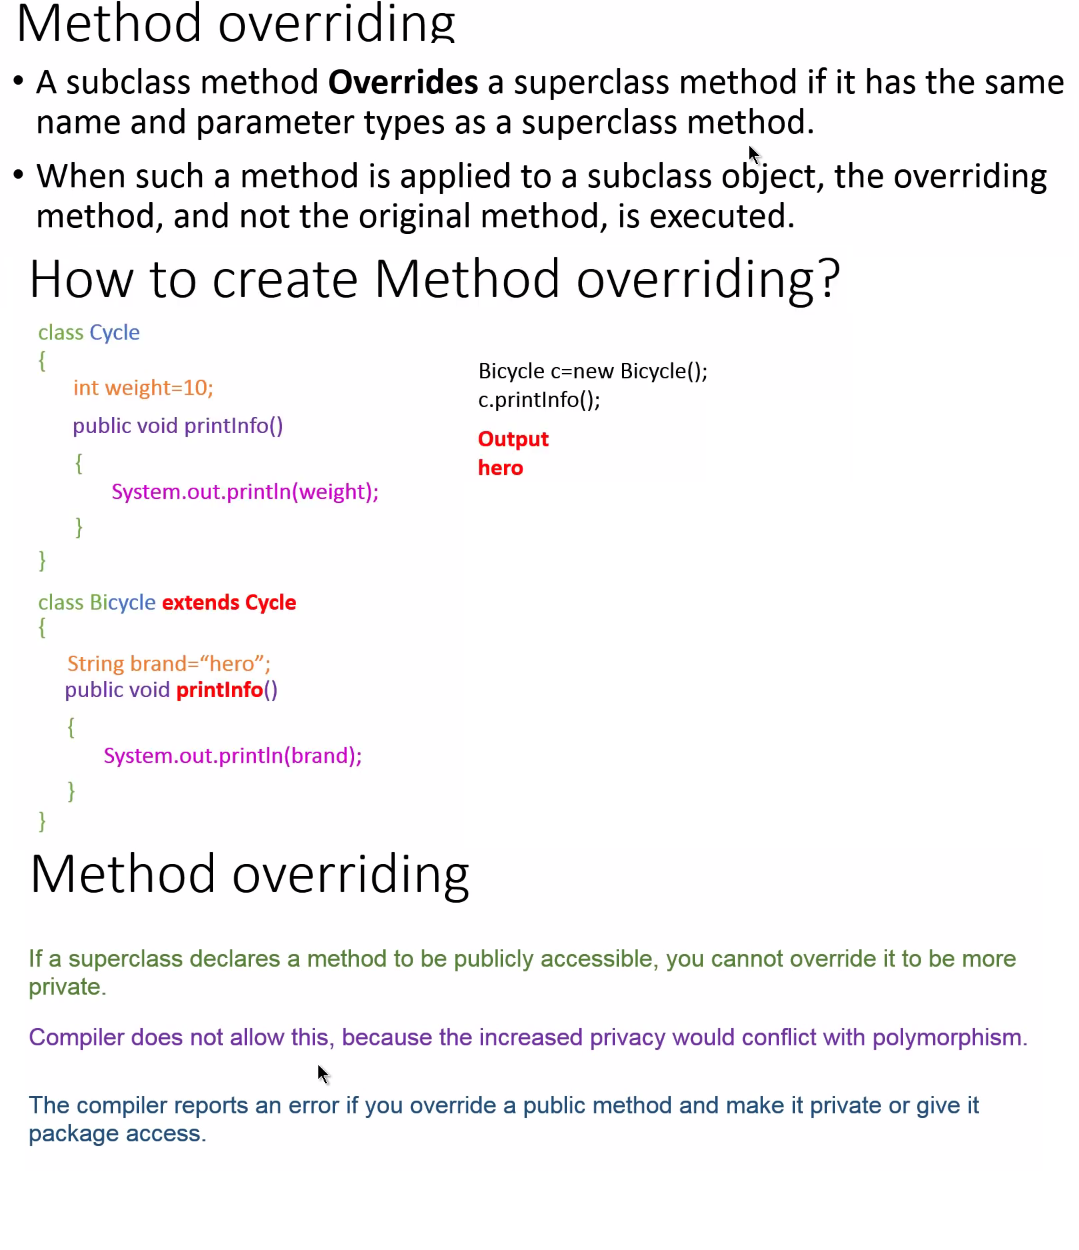 Method overriding
• A subclass method Overrides a superclass method if it has the same
name and parameter types as a superclass method.
• When such a method is applied to a subclass object, the overriding
method, and not the original method, is executed.
How to create Method overriding?
class Cycle
{
int weight=10;
public void printInfo()
{
System.out.println(weight);
}
}
class Bicycle extends Cycle
{
String brand=“hero”;
public void printInfo()
{
System.out.println(brand);
}
}
Bicycle c=new Bicycle();
c.printInfo();
Output
hero
Method overriding
If a superclass declares a method to be publicly accessible, you cannot override it to be more
private.
Compiler does not allow this, because the increased privacy would conflict with polymorphism.
The compiler reports an error if you override a public method and make it private or give it
package access.